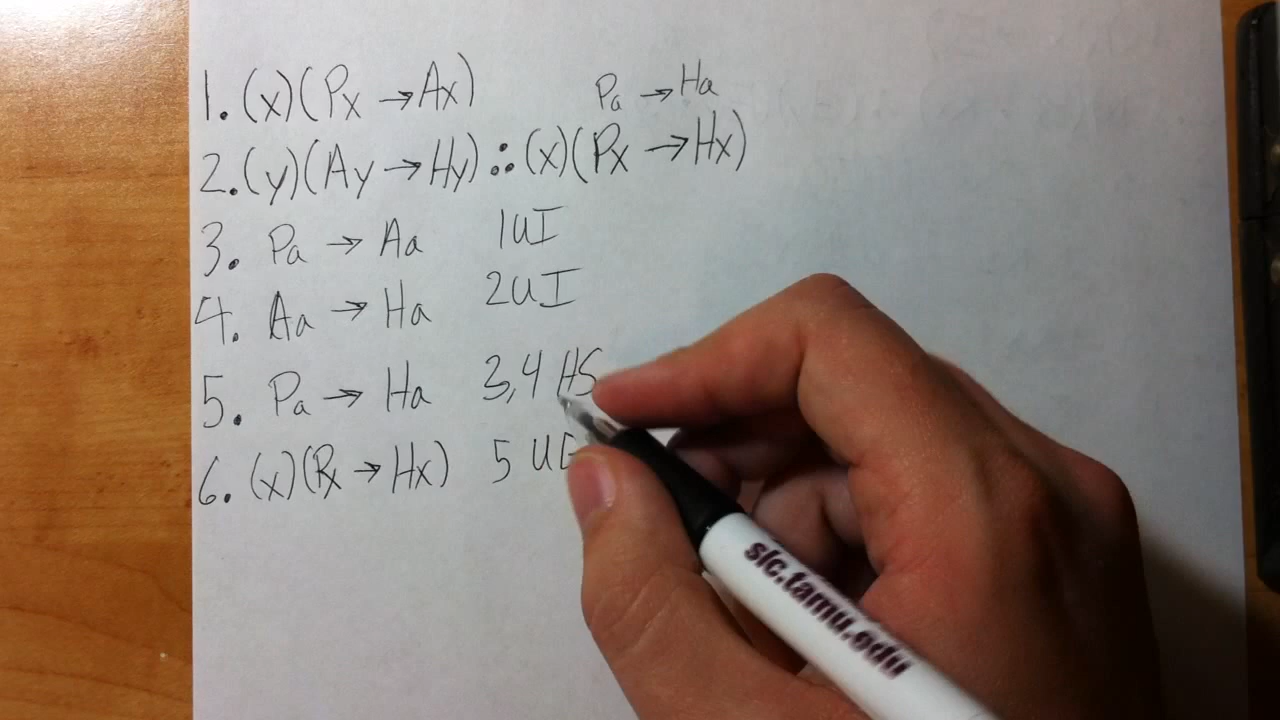 Pa → Ha
1. (x)(Px → Ax)
2. (y)(Ay → Hy) ∴ (x)(Px → Hx)
3. Pa → Aa 1UI
4. Aa → Ha 2UI
5. Pa → Ha 3,4 HS
6. (x)(Px → Hx) 5 U
slc.tamu.edu